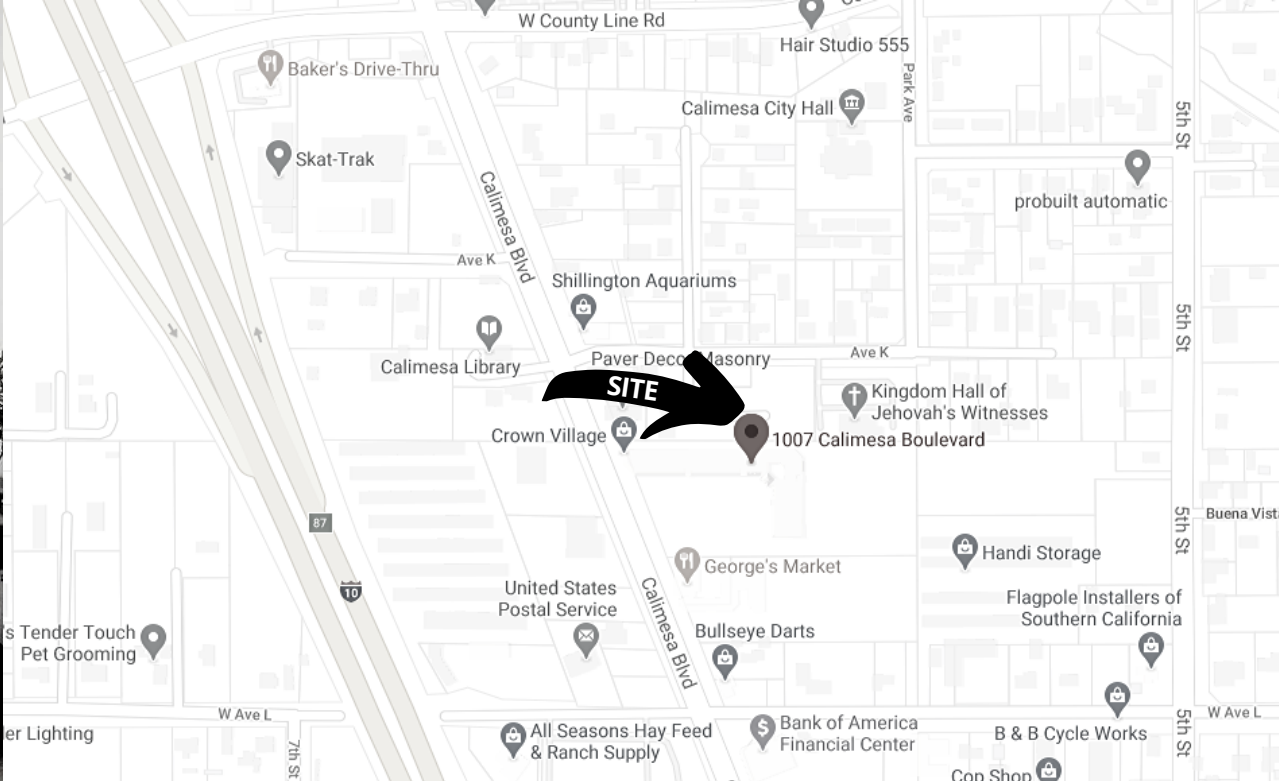 W County Line Rd
Hair Studio 555
Baker's Drive-Thru
Park Ave
Calimesa City Hall
5th St
Skat-Trak
Calimesa Blvd
probuilt automatic
Ave K
Shillington Aquariums
5th St
Calimesa Library
Paver Deco Masonry
Ave K
SITE
Kingdom Hall of
Jehovah's Witnesses
Crown Village
1007 Calimesa Boulevard
87
5th St
Buena Vist
Handi Storage
George's Market
10
United States
Postal Service
Calimesa Blvd
Flagpole Installers of
Southern California
's Tender Touch
Pet Grooming
Bullseye Darts
W Ave L
W Ave L
ler Lighting
7th St
All Seasons Hay Feed
& Ranch Supply
Bank of America
Financial Center
B & B Cycle Works
5th St
Cop Shop